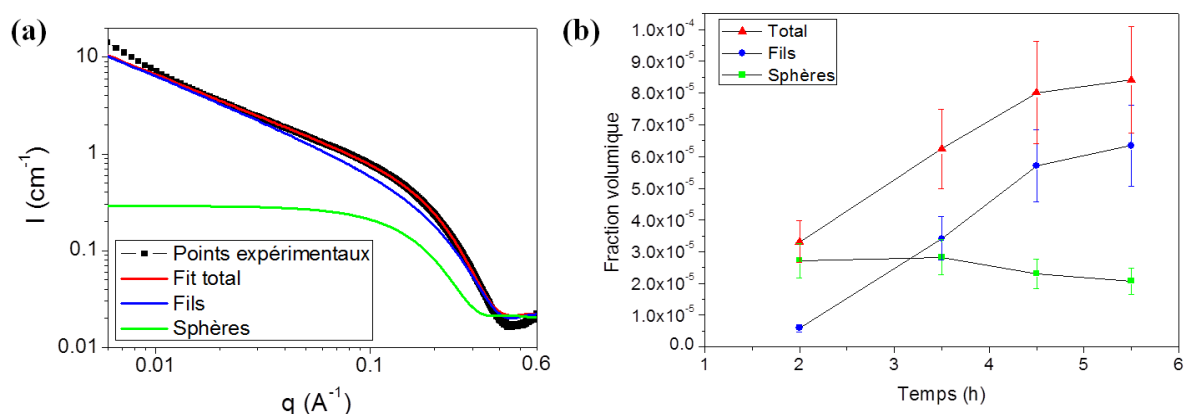 (a)
10
1
0.1
0.01
I (cm-1)
0.01
0.1
0.6
q (A-1)
Points expérimentaux
Fit total
Fils
Sphères
(b)
1.0x10-4
9.0x10-5
8.0x10-5
7.0x10-5
6.0x10-5
5.0x10-5
4.0x10-5
3.0x10-5
2.0x10-5
1.0x10-5
0.0
Fraction volumique
1 2 3 4 5 6
Temps (h)
Total
Fils
Sphères